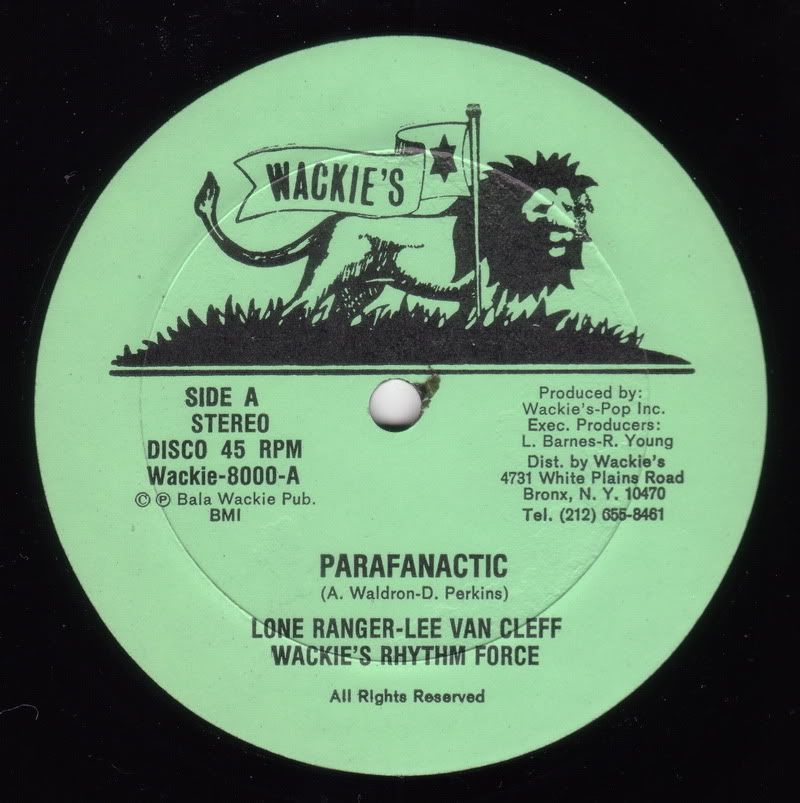 WACKIE'S
SIDE A
STEREO
DISCO 45 RPM
Wackie-8000-A
© ℗ Bala Wackie Pub.
BMI
Produced by:
Wackie's-Pop Inc.
Exec. Producers:
L. Barnes-R. Young
Dist. by Wackie's
4731 White Plains Road
Bronx, N. Y. 10470
Tel. (212) 655-8461
PARAFANACTIC
(A. Waldron-D. Perkins)
LONE RANGER-LEE VAN CLEFF
WACKIE'S RHYTHM FORCE
All Rights Reserved